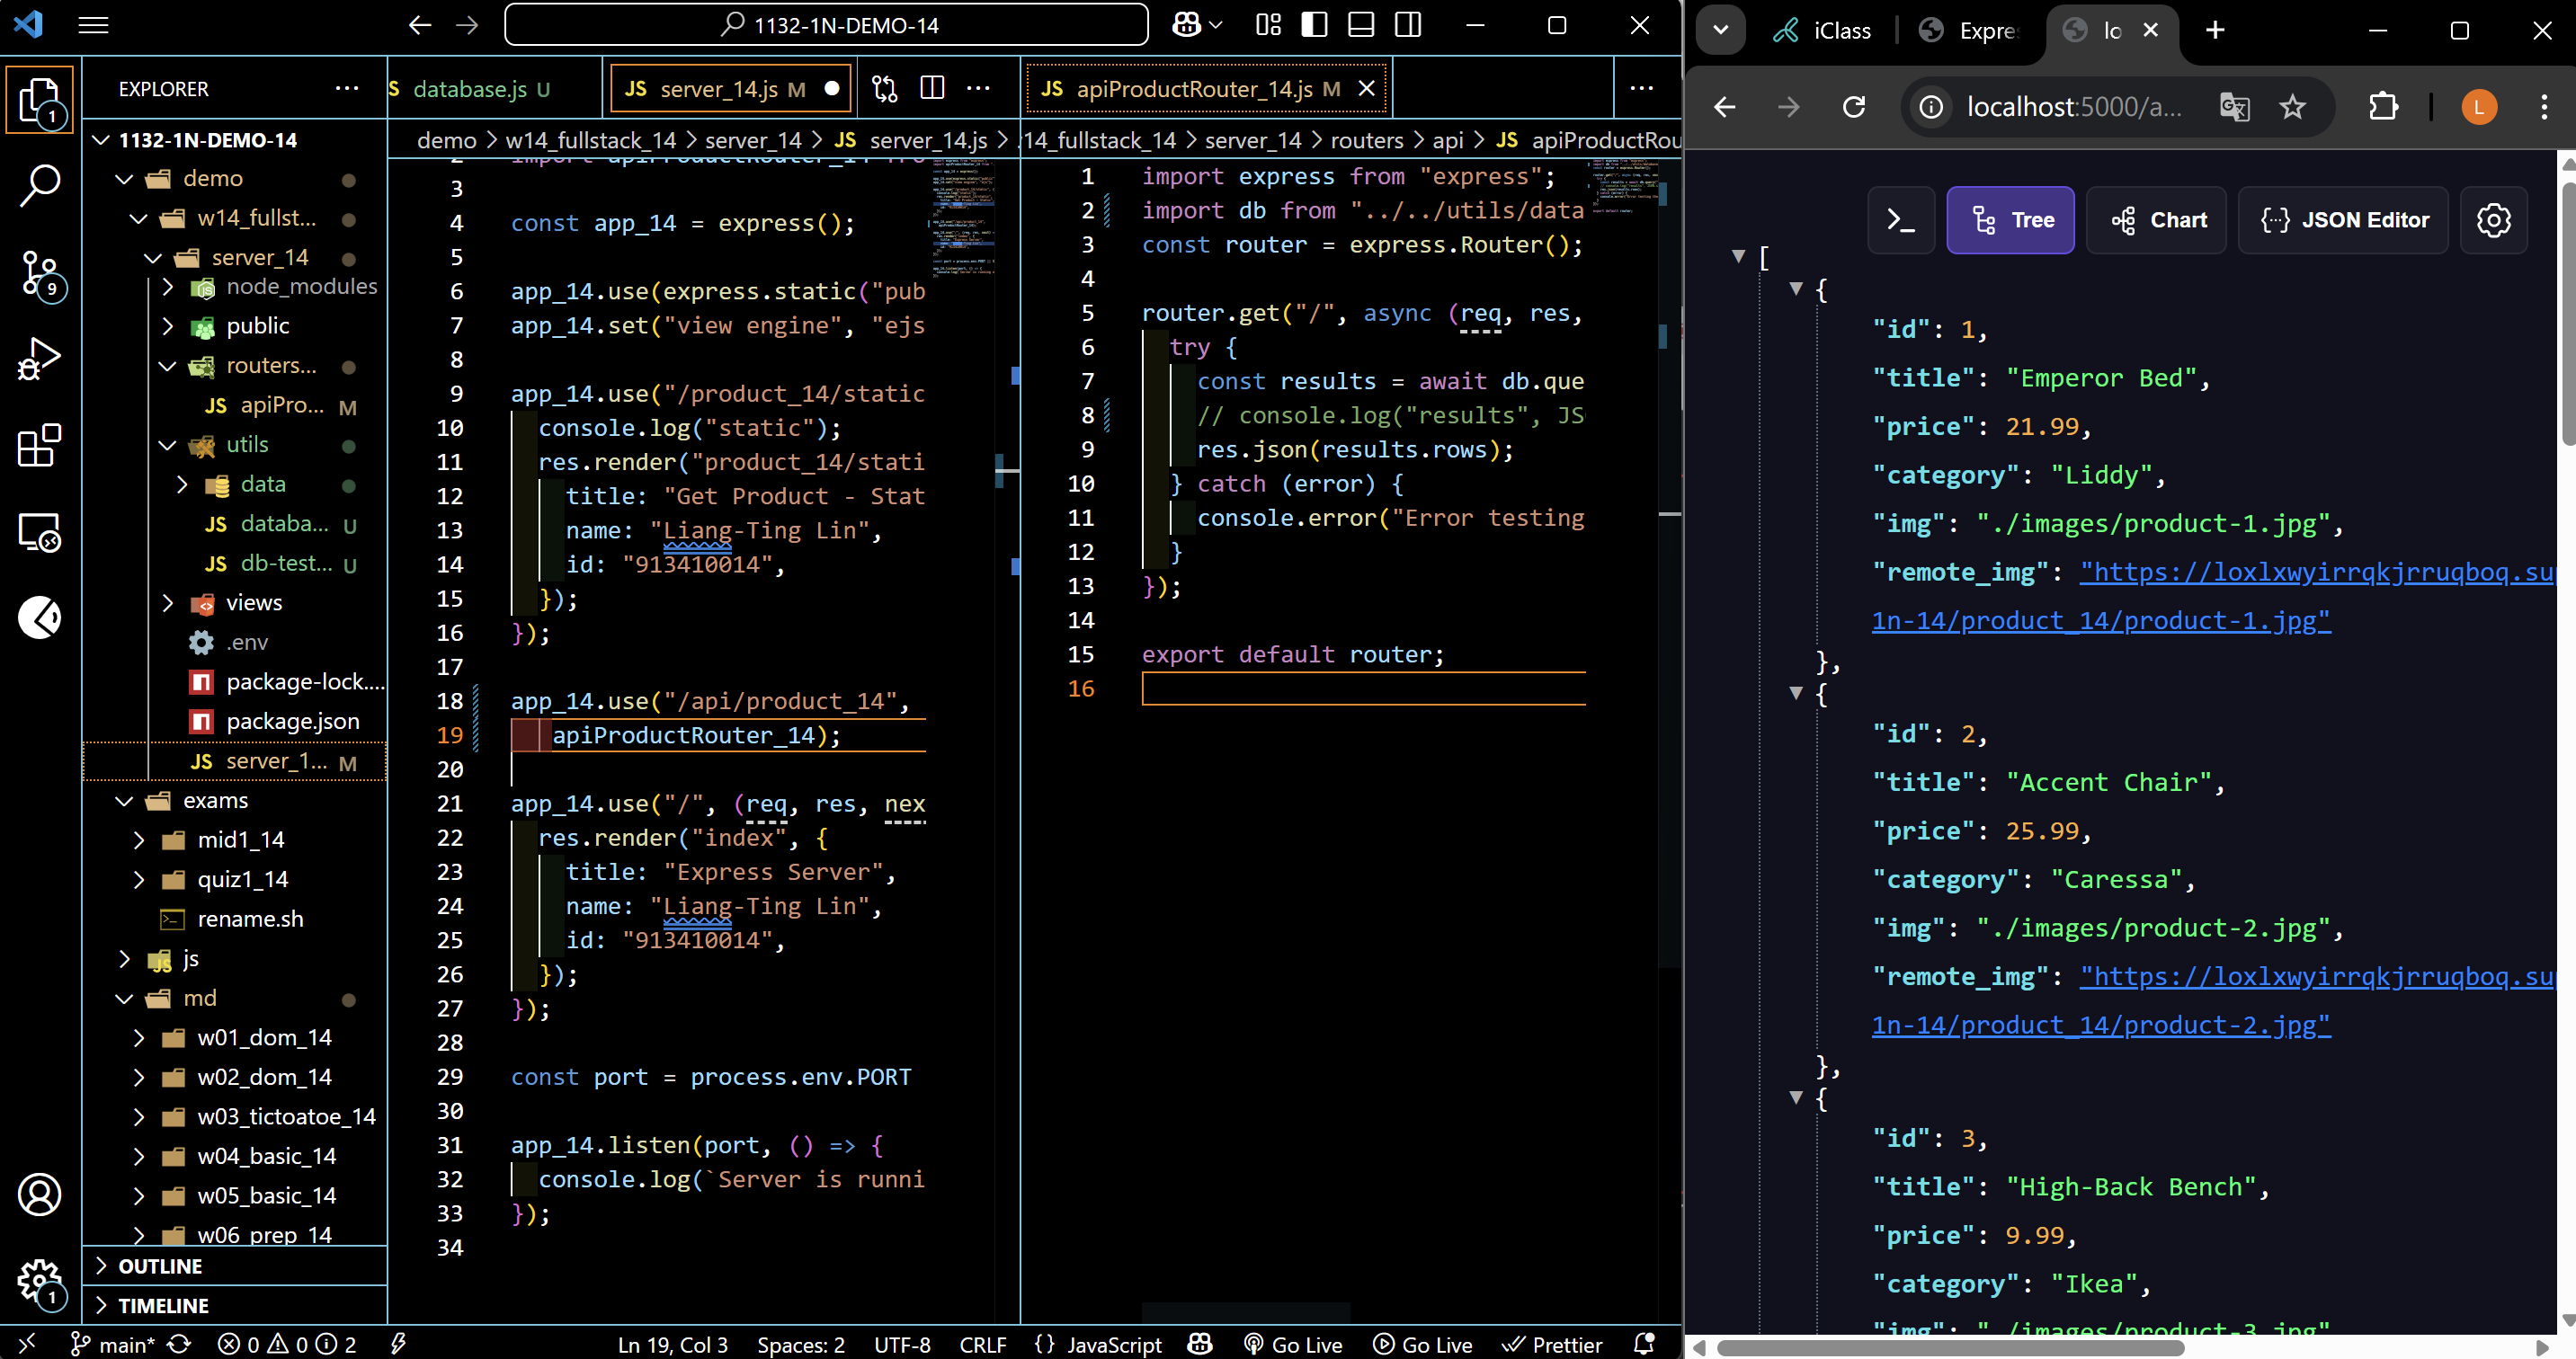 1132-1N-DEMO-14
EXPLORER
database.js U
server_14.js M
apiProductRouter_14.js M
demo > w14_fullstack_14 > server_14 > JS server_14.js >
14_fullstack_14 > server_14 > routers > api > JS apiProductRou
1
9
1132-1N-DEMO-14
demo
w14_fullst...
server_14
node_modules
public
routers...
JS apiPro... M
utils
data
JS databa... U
JS db-test... U
views
.env
package-lock....
package.json
JS server_1... M
exams
mid1_14
quiz1_14
rename.sh
js
md
w01_dom_14
w02_dom_14
w03_tictoatoe_14
w04_basic_14
w05_basic_14
w06_prep_14
OUTLINE
TIMELINE
1
3
4 const app_14 = express();
5
6 app_14.use(express.static("pub
7 app_14.set("view engine", "ejs
8
9 app_14.use("/product_14/static
10 console.log("static");
11 res.render("product_14/stati
12 title: "Get Product - Stat
13 name: "Liang-Ting Lin",
14 id: "913410014",
15 });
16 });
17
18 app_14.use("/api/product_14",
19 apiProductRouter_14);
20
21 app_14.use("/", (req, res, nex
22 res.render("index", {
23 title: "Express Server",
24 name: "Liang-Ting Lin",
25 id: "913410014",
26 });
27 });
28
29 const port = process.env.PORT
30
31 app_14.listen(port, () => {
32 console.log(`Server is runni
33 });
34
1 import express from "express";
2 import db from "../../utils/data
3 const router = express.Router();
4
5 router.get("/", async (req, res,
6 try {
7 const results = await db.que
8 // console.log("results", JS
9 res.json(results.rows);
10 } catch (error) {
11 console.error("Error testing
12 }
13 });
14
15 export default router;
16
main*
0 0 2
Ln 19, Col 3
Spaces: 2
UTF-8
CRLF
{} JavaScript
Go Live
Go Live
Prettier
iClass
Expre
lo
localhost:5000/a...
L
Tree
Chart
JSON Editor
[
{
"id": 1,
"title": "Emperor Bed",
"price": 21.99,
"category": "Liddy",
"img": "./images/product-1.jpg",
"remote_img": "https://loxlxwyirrqkjrruqboq.su
1n-14/product_14/product-1.jpg"
},
{
"id": 2,
"title": "Accent Chair",
"price": 25.99,
"category": "Caressa",
"img": "./images/product-2.jpg",
"remote_img": "https://loxlxwyirrqkjrruqboq.su
1n-14/product_14/product-2.jpg"
},
{
"id": 3,
"title": "High-Back Bench",
"price": 9.99,
"category": "Ikea",
"img": "./images/product-3.jpg"